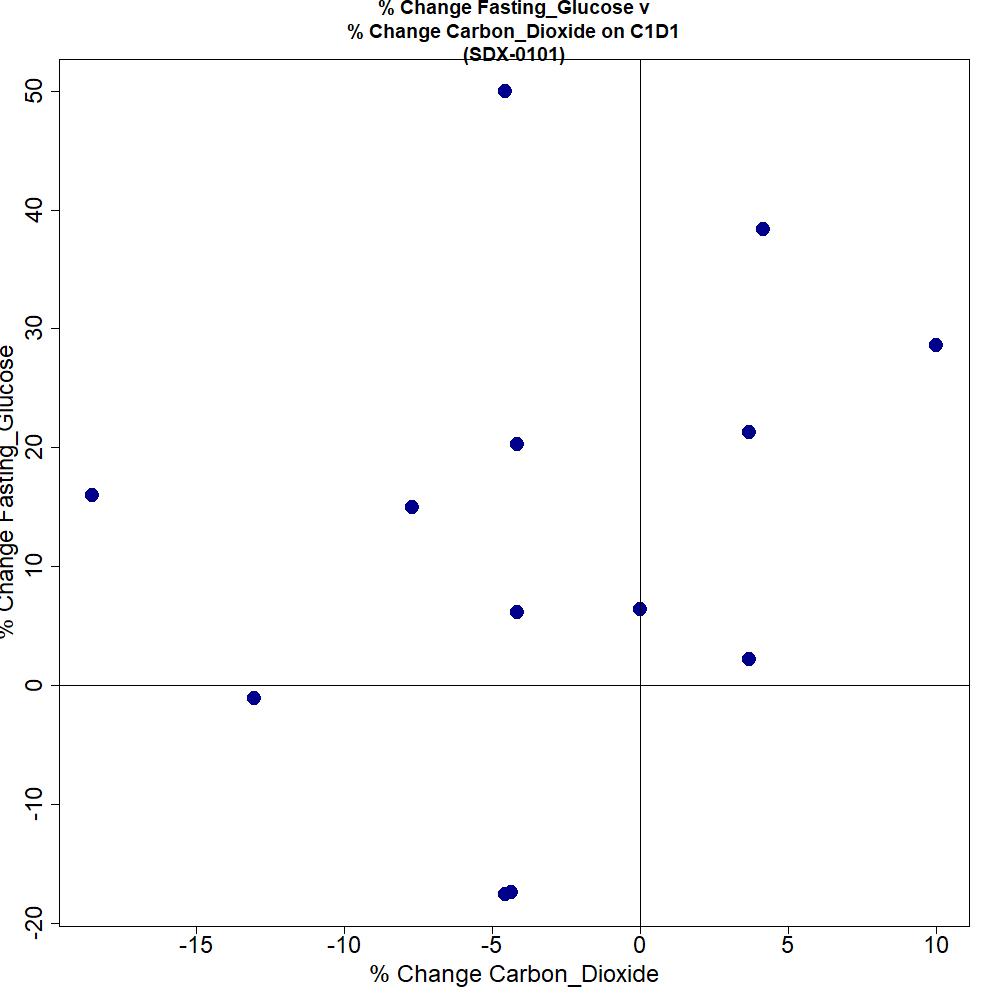 % Change Fasting_Glucose v
% Change Carbon_Dioxide on C1D1
(SDX-0101)
50
40
30
20
10
0
-10
-20
% Change Fasting_Glucose
-15
-10
-5
0
5
10
% Change Carbon_Dioxide